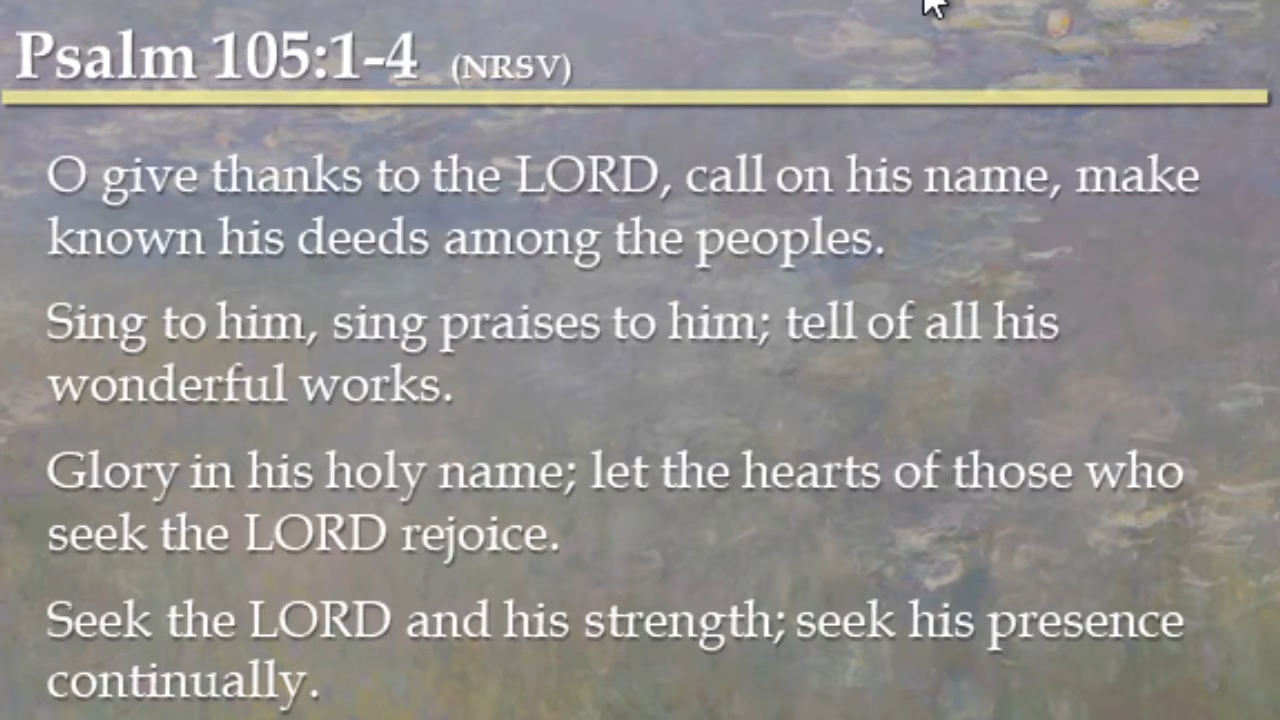 Psalm 105:1-4 (NRSV)
O give thanks to the LORD, call on his name, make
known his deeds among the peoples.
Sing to him, sing praises to him; tell of all his
wonderful works.
Glory in his holy name; let the hearts of those who
seek the LORD rejoice.
Seek the LORD and his strength; seek his presence
continually.